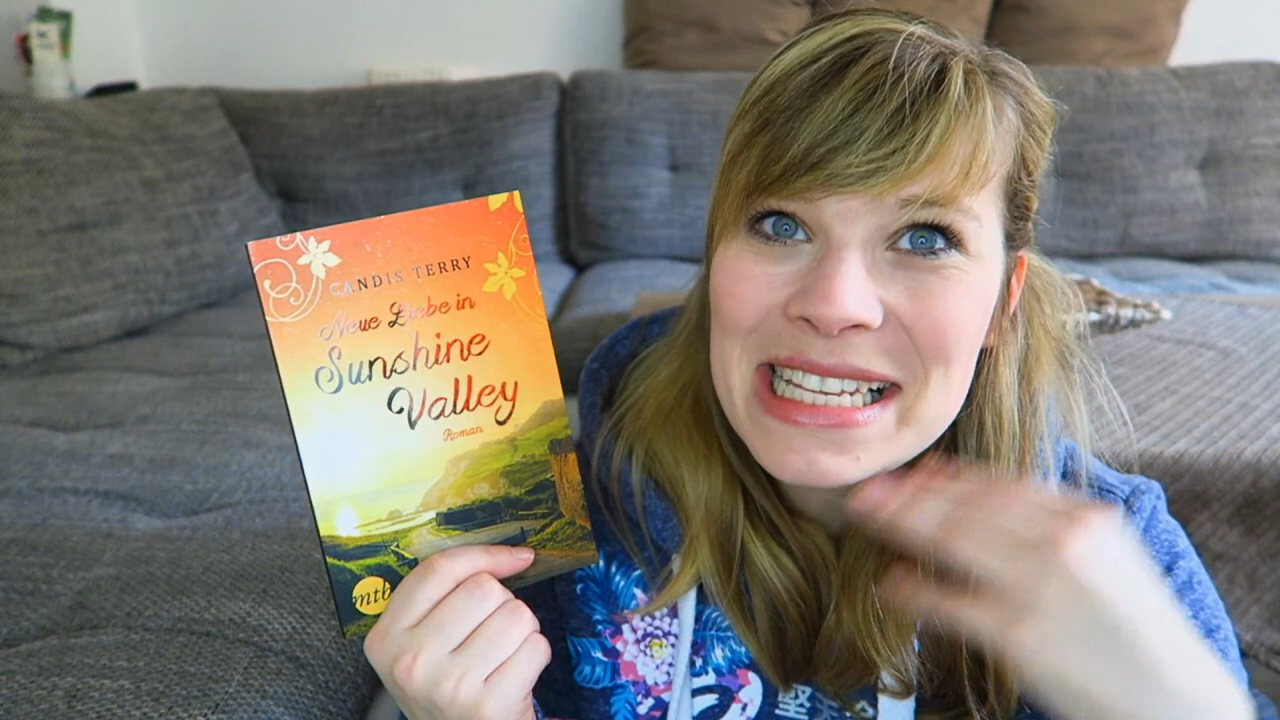 CANDIS TERRY
Neue Liebe in
Sunshine
Valley
Roman
mtb